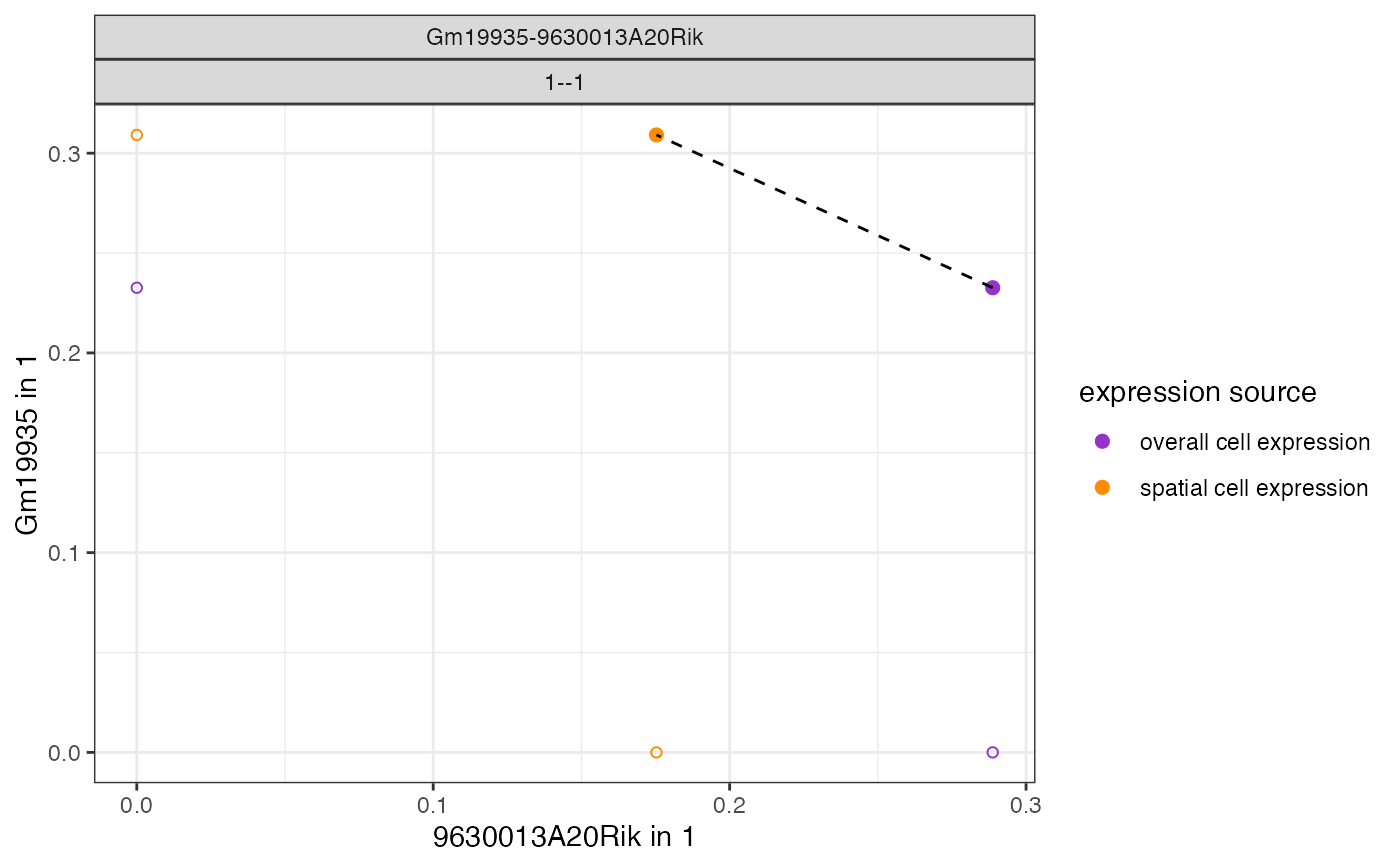 Gm19935-9630013A20Rik
1--1
Gm19935 in 1
0.3
0.2
0.1
0.0
0.0 0.1 0.2 0.3
9630013A20Rik in 1
expression source
overall cell expression
spatial cell expression